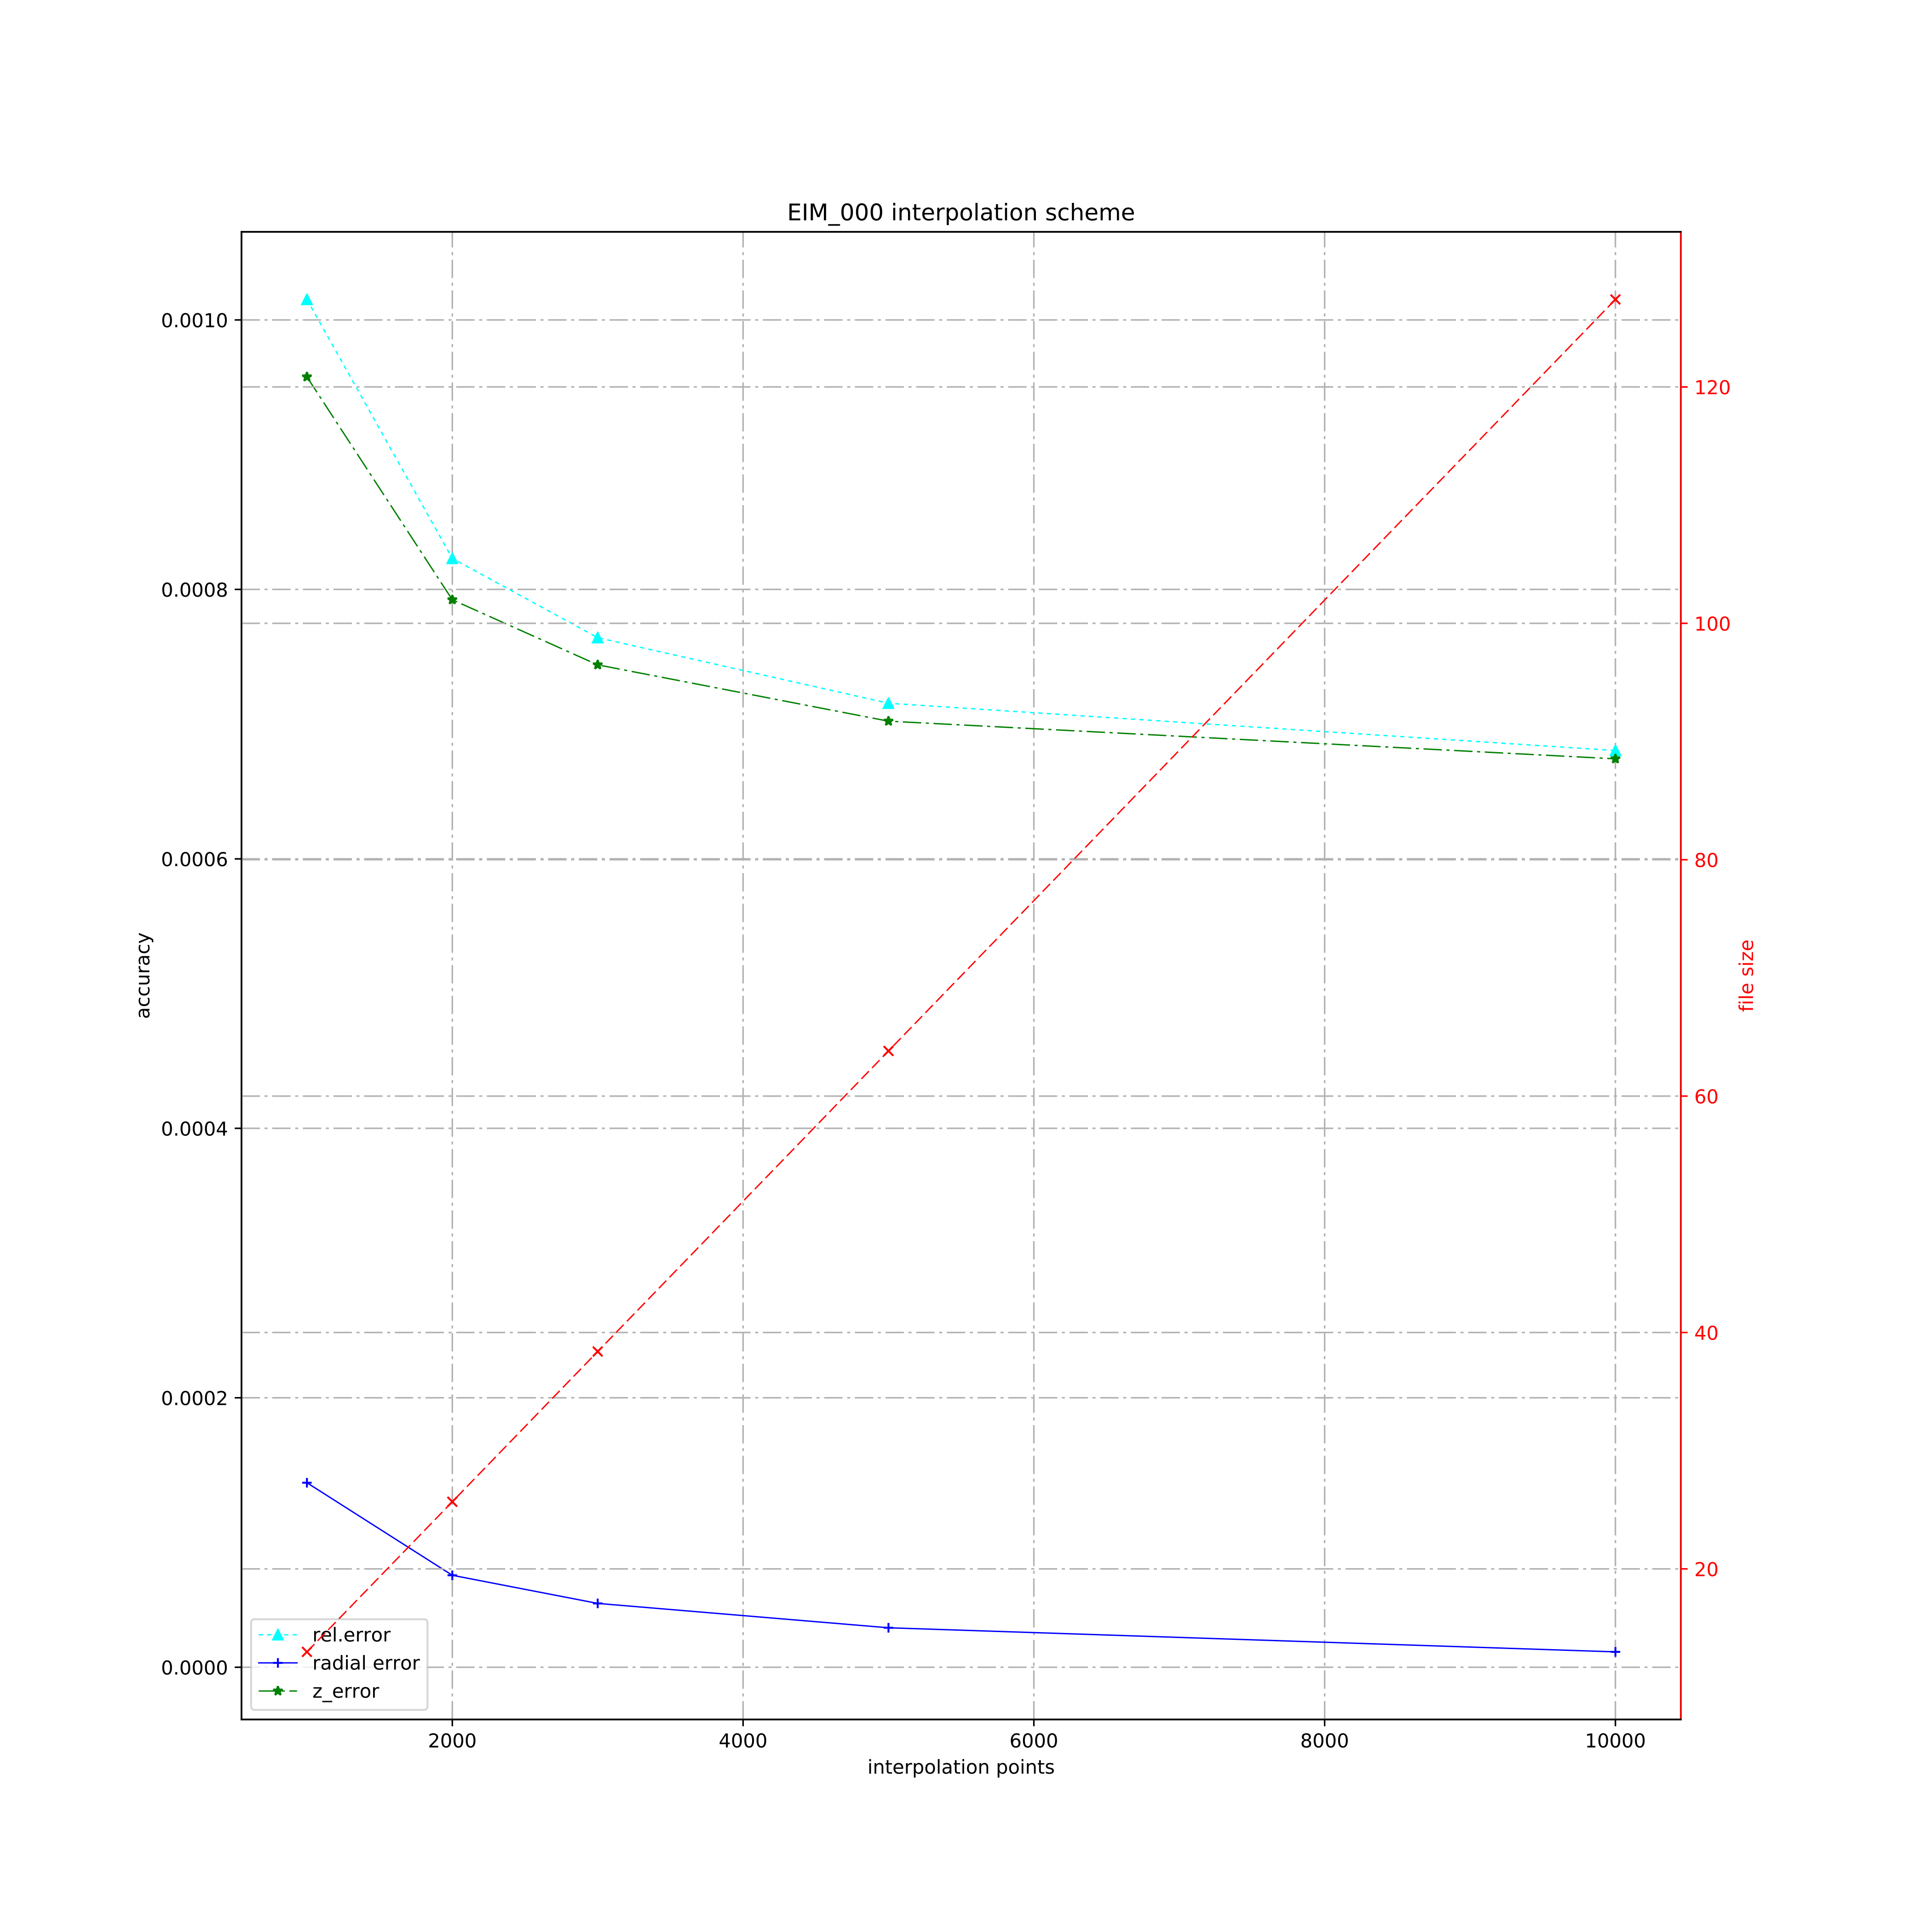 EIM_000 interpolation scheme
0.0010
0.0008
0.0006
0.0004
0.0002
0.0000
accuracy
120
100
80
60
40
20
file size
rel.error
radial error
z_error
2000 4000 6000 8000 10000
interpolation points